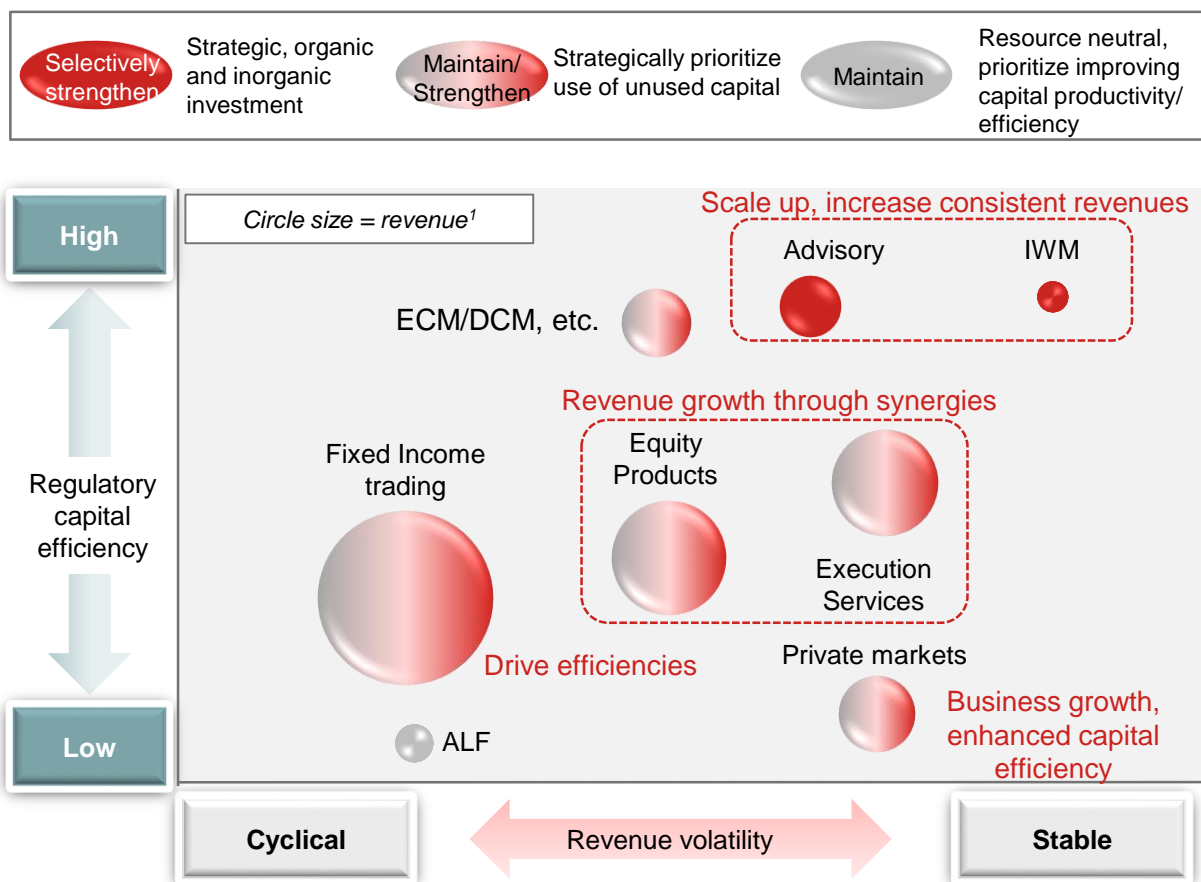 Selectively
strengthen
Strategic, organic
and inorganic
investment
Maintain/
Strengthen
Strategically prioritize
use of unused capital
Maintain
Resource neutral,
prioritize improving
capital productivity/
efficiency
High
Circle size = revenue¹
Scale up, increase consistent revenues
Advisory
IWM
ECM/DCM, etc.
Revenue growth through synergies
Fixed Income
trading
Equity
Products
Regulatory
capital
efficiency
Execution
Services
Drive efficiencies
Private markets
Business growth,
enhanced capital
efficiency
Low
ALF
Cyclical
Revenue volatility
Stable